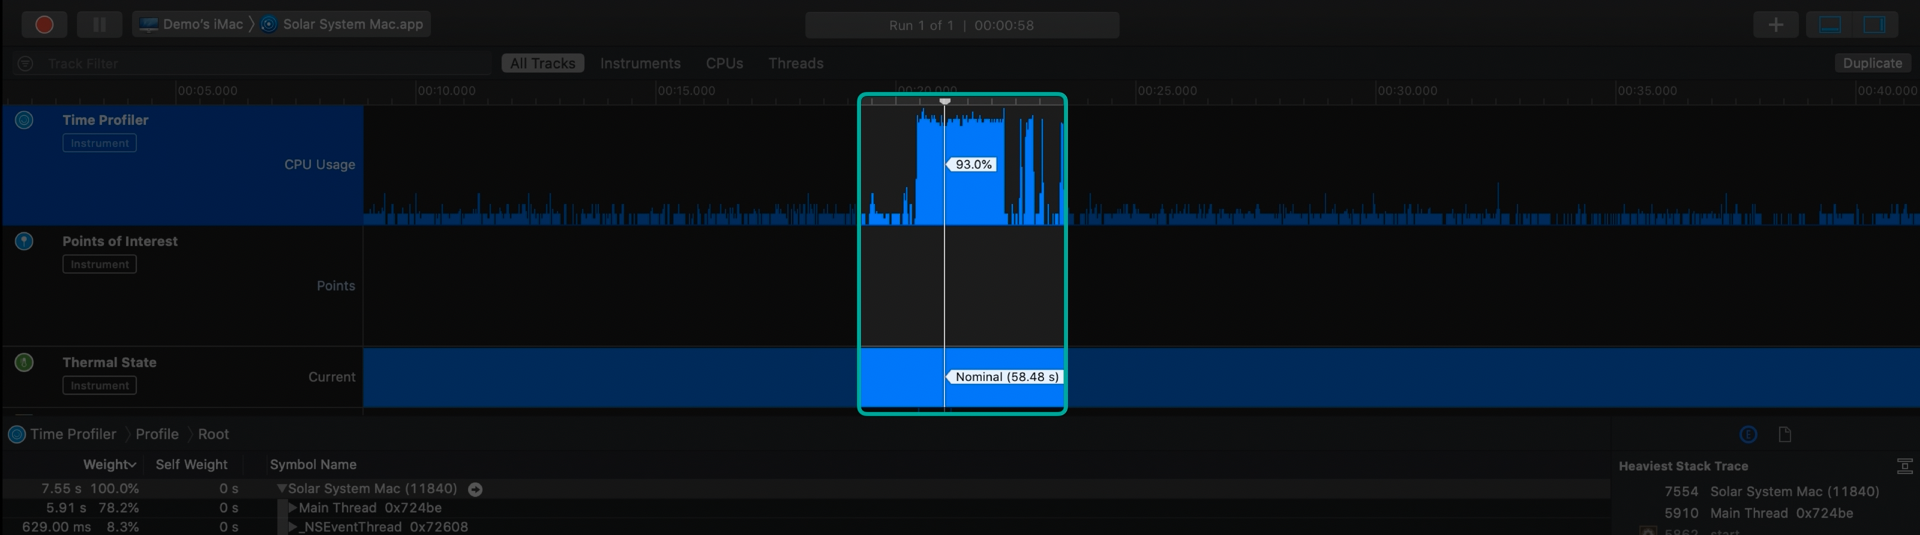 Demo's iMac Solar System Mac.app Run 1 of 1 | 00:00:58
Track Filter All Tracks Instruments CPUs Threads Duplicate
00:05.000 00:10.000 00:15.000 00:20.000 00:25.000 00:30.000 00:35.000 00:40.000
Time Profiler
Instrument
CPU Usage
93.0%
Points of Interest
Instrument
Points
Thermal State
Instrument
Current
Nominal (58.48 s)
Time Profiler Profile Root
Weight Self Weight Symbol Name
7.55 s 100.0% 0 s Solar System Mac (11840)
5.91 s 78.2% 0 s Main Thread 0x724be
629.00 ms 8.3% 0 s _NSEventThread 0x72608
Heaviest Stack Trace
7554 Solar System Mac (11840)
5910 Main Thread 0x724be